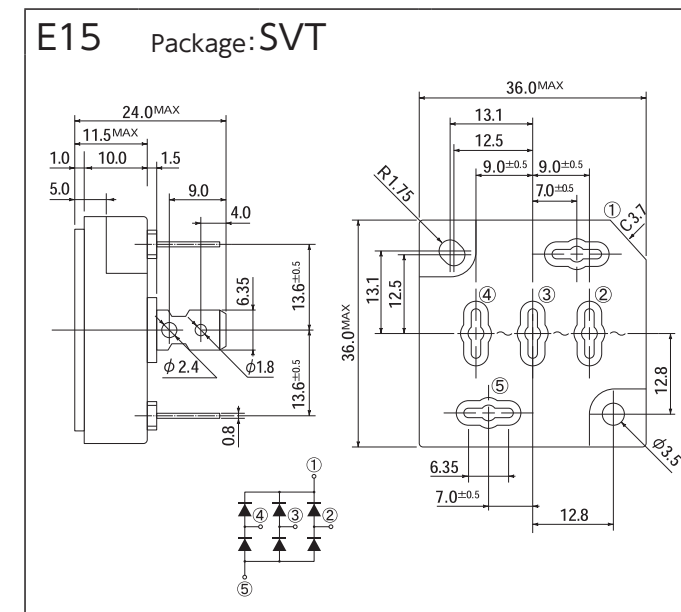 E15 Package:SVT
24.0MAX
11.5MAX
1.0 10.0 1.5
5.0 9.0
4.0
13.6±0.5
6.35
φ2.4 φ1.8
13.6±0.5
0.8
36.0MAX
13.1
12.5
9.0±0.5 9.0±0.5
7.0±0.5
R1.75
① C3.7
13.1
12.5
36.0MAX
④ ③ ②
⑤
12.8
φ3.5
6.35
7.0±0.5
12.8
①
④ ③ ②
⑤